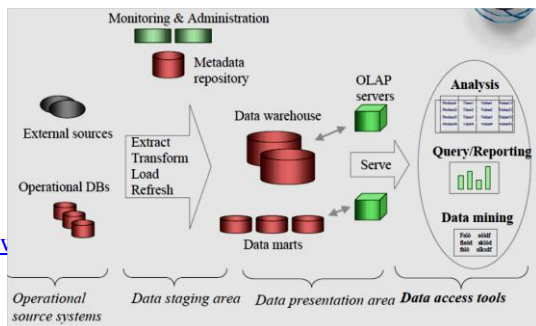 Monitoring & Administration
Metadata
repository
External sources
Operational DBs
Extract
Transform
Load
Refresh
Data warehouse
Data marts
OLAP
servers
Serve
Analysis
Query/Reporting
Data mining
Operational
source systems
Data staging area
Data presentation area
Data access tools